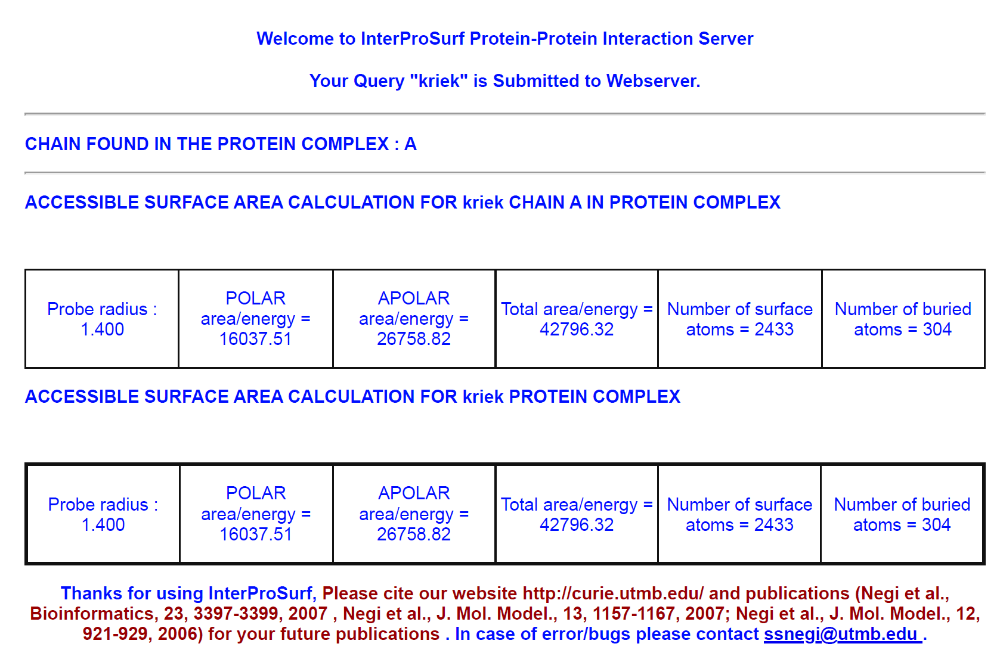 Welcome to InterProSurf Protein-Protein Interaction Server
Your Query "kriek" is Submitted to Webserver.
CHAIN FOUND IN THE PROTEIN COMPLEX : A
ACCESSIBLE SURFACE AREA CALCULATION FOR kriek CHAIN A IN PROTEIN COMPLEX
Probe radius :
1.400
POLAR
area/energy =
16037.51
APOLAR
area/energy =
26758.82
Total area/energy =
42796.32
Number of surface
atoms = 2433
Number of buried
atoms = 304
ACCESSIBLE SURFACE AREA CALCULATION FOR kriek PROTEIN COMPLEX
Probe radius :
1.400
POLAR
area/energy =
16037.51
APOLAR
area/energy =
26758.82
Total area/energy =
42796.32
Number of surface
atoms = 2433
Number of buried
atoms = 304
Thanks for using InterProSurf, Please cite our website http://curie.utmb.edu/ and publications (Negi et al.,
Bioinformatics, 23, 3397-3399, 2007 , Negi et al., J. Mol. Model., 13, 1157-1167, 2007; Negi et al., J. Mol. Model., 12,
921-929, 2006) for your future publications . In case of error/bugs please contact ssnegi@utmb.edu .